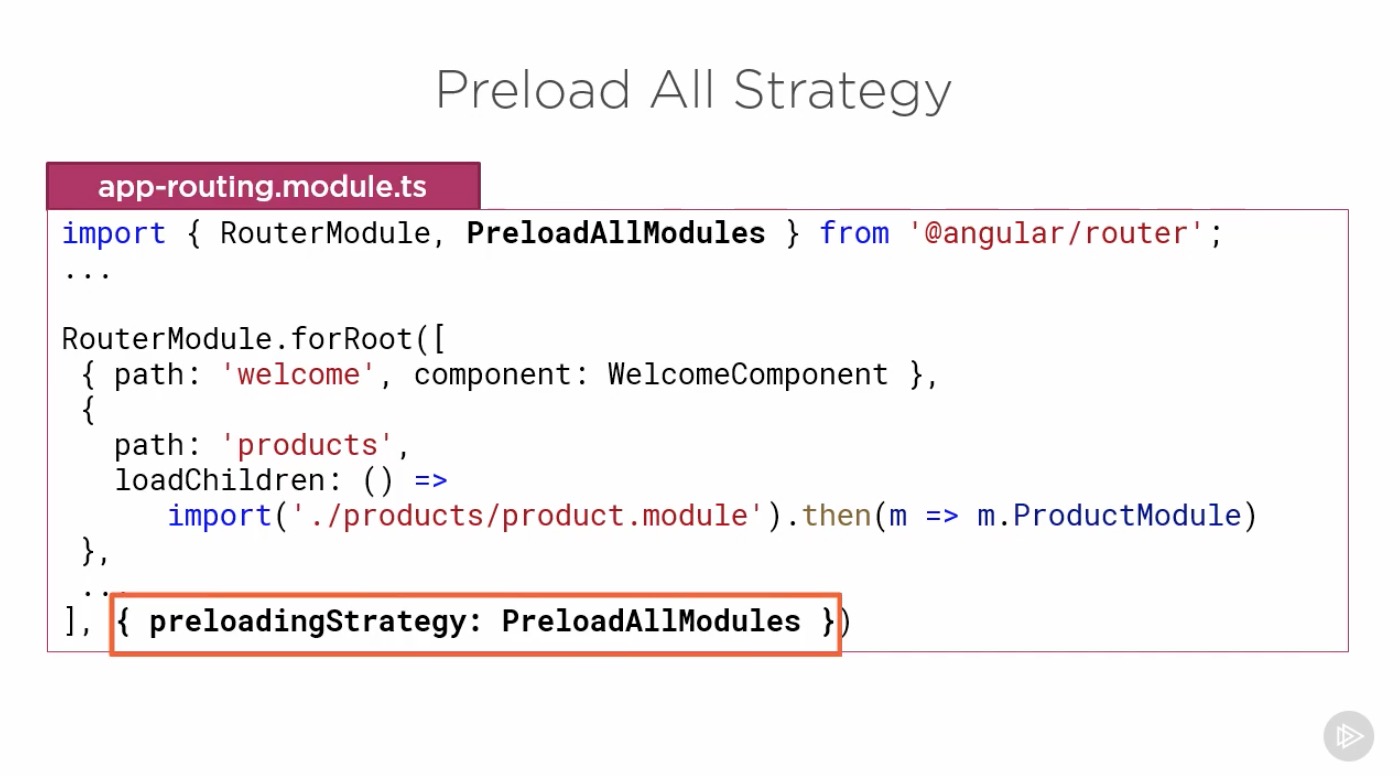 Preload All Strategy
app-routing.module.ts
import { RouterModule, PreloadAllModules } from '@angular/router';
...
RouterModule.forRoot([
{ path: 'welcome', component: WelcomeComponent },
{
path: 'products',
loadChildren: () =>
import('./products/product.module').then(m => m.ProductModule)
},
...
], { preloadingStrategy: PreloadAllModules })